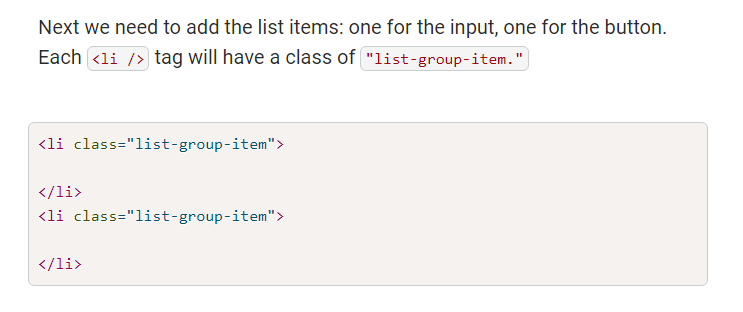 Next we need to add the list items: one for the input, one for the button.
Each <li /> tag will have a class of "list-group-item."
<li class="list-group-item">
</li>
<li class="list-group-item">
</li>